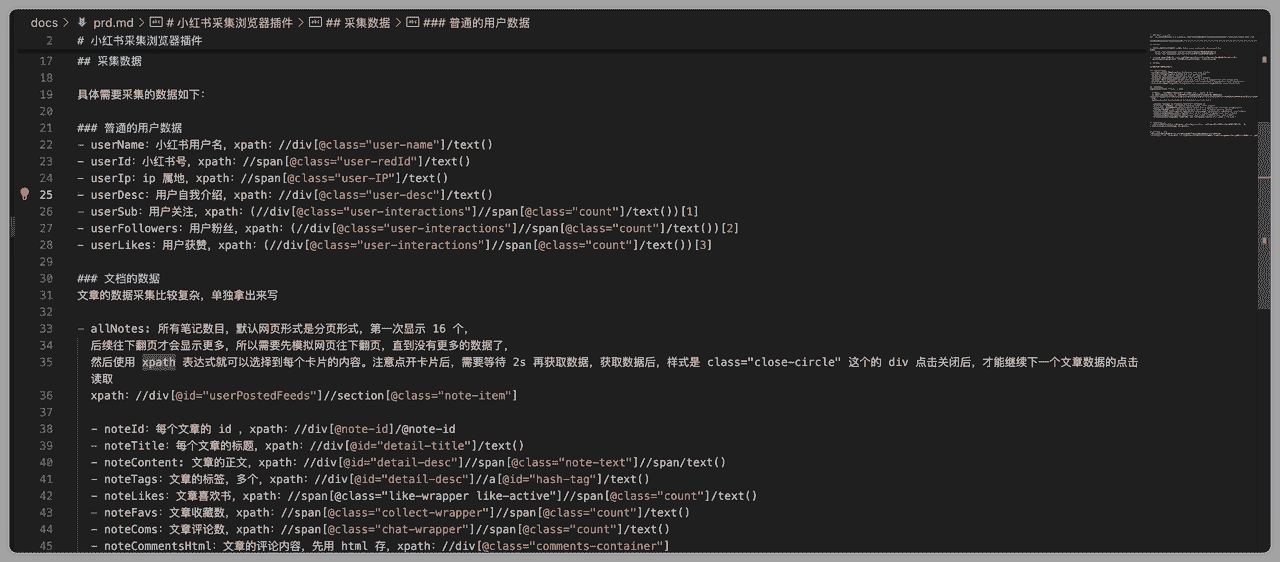 docs > prd.md > # 小红书采集浏览器插件 > ## 采集数据 > ### 普通的用户数据
2 # 小红书采集浏览器插件
17 ## 采集数据
18
19 具体需要采集的数据如下：
20
21 ### 普通的用户数据
22 - userName: 小红书用户名, xpath: //div[@class="user-name"]/text()
23 - userId: 小红书号, xpath: //span[@class="user-redId"]/text()
24 - userIp: ip 属地, xpath: //span[@class="user-IP"]/text()
25 - userDesc: 用户自我介绍, xpath: //div[@class="user-desc"]/text()
26 - userSub: 用户关注, xpath: (//div[@class="user-interactions"]//span[@class="count"]/text())[1]
27 - userFollowers: 用户粉丝, xpath: (//div[@class="user-interactions"]//span[@class="count"]/text())[2]
28 - userLikes: 用户获赞, xpath: (//div[@class="user-interactions"]//span[@class="count"]/text())[3]
29
30 ### 文档的数据
31 文章的数据采集比较复杂，单独拿出来写
32
33 - allNotes: 所有笔记数目，默认网页形式是分页形式，第一次显示 16 个，
34 后续往下翻页才会显示更多，所以需要先模拟网页往下翻页，直到没有更多的数据了，
35 然后使用 xpath 表达式就可以选择到每个卡片的内容。注意点开卡片后，需要等待 2s 再获取数据，获取数据后，样式是 class="close-circle" 这个的 div 点击关闭后，才能继续下一个文章数据的点击
读取
36 xpath: //div[@id="userPostedFeeds"]//section[@class="note-item"]
37
38 - noteId: 每个文章的 id , xpath: //div[@note-id]/@note-id
39 - noteTitle: 每个文章的标题, xpath: //div[@id="detail-title"]/text()
40 - noteContent: 文章的正文, xpath: //div[@id="detail-desc"]//span[@class="note-text"]//span/text()
41 - noteTags: 文章的标签, 多个, xpath: //div[@id="detail-desc"]//a[@id="hash-tag"]/text()
42 - noteLikes: 文章喜欢书, xpath: //span[@class="like-wrapper like-active"]//span[@class="count"]/text()
43 - noteFavs: 文章收藏数, xpath: //span[@class="collect-wrapper"]//span[@class="count"]/text()
44 - noteComs: 文章评论数, xpath: //span[@class="chat-wrapper"]//span[@class="count"]/text()
45 - noteCommentsHtml: 文章的评论内容, 先用 html 存, xpath: //div[@class="comments-container"]